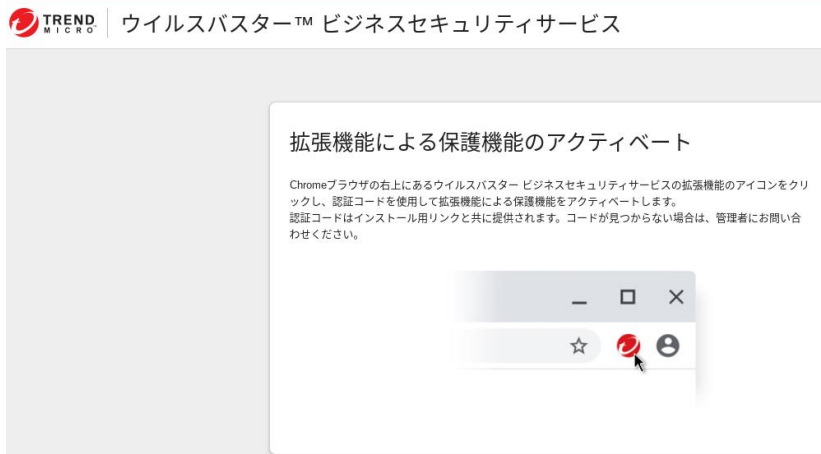 TREND MICRO ウイルスバスター™ ビジネスセキュリティサービス
拡張機能による保護機能のアクティベート
Chromeブラウザの右上にあるウイルスバスター ビジネスセキュリティサービスの拡張機能のアイコンをクリ
ックし、認証コードを使用して拡張機能による保護機能をアクティベートします。
認証コードはインストール用リンクと共に提供されます。コードが見つからない場合は、管理者にお問い合
わせください。